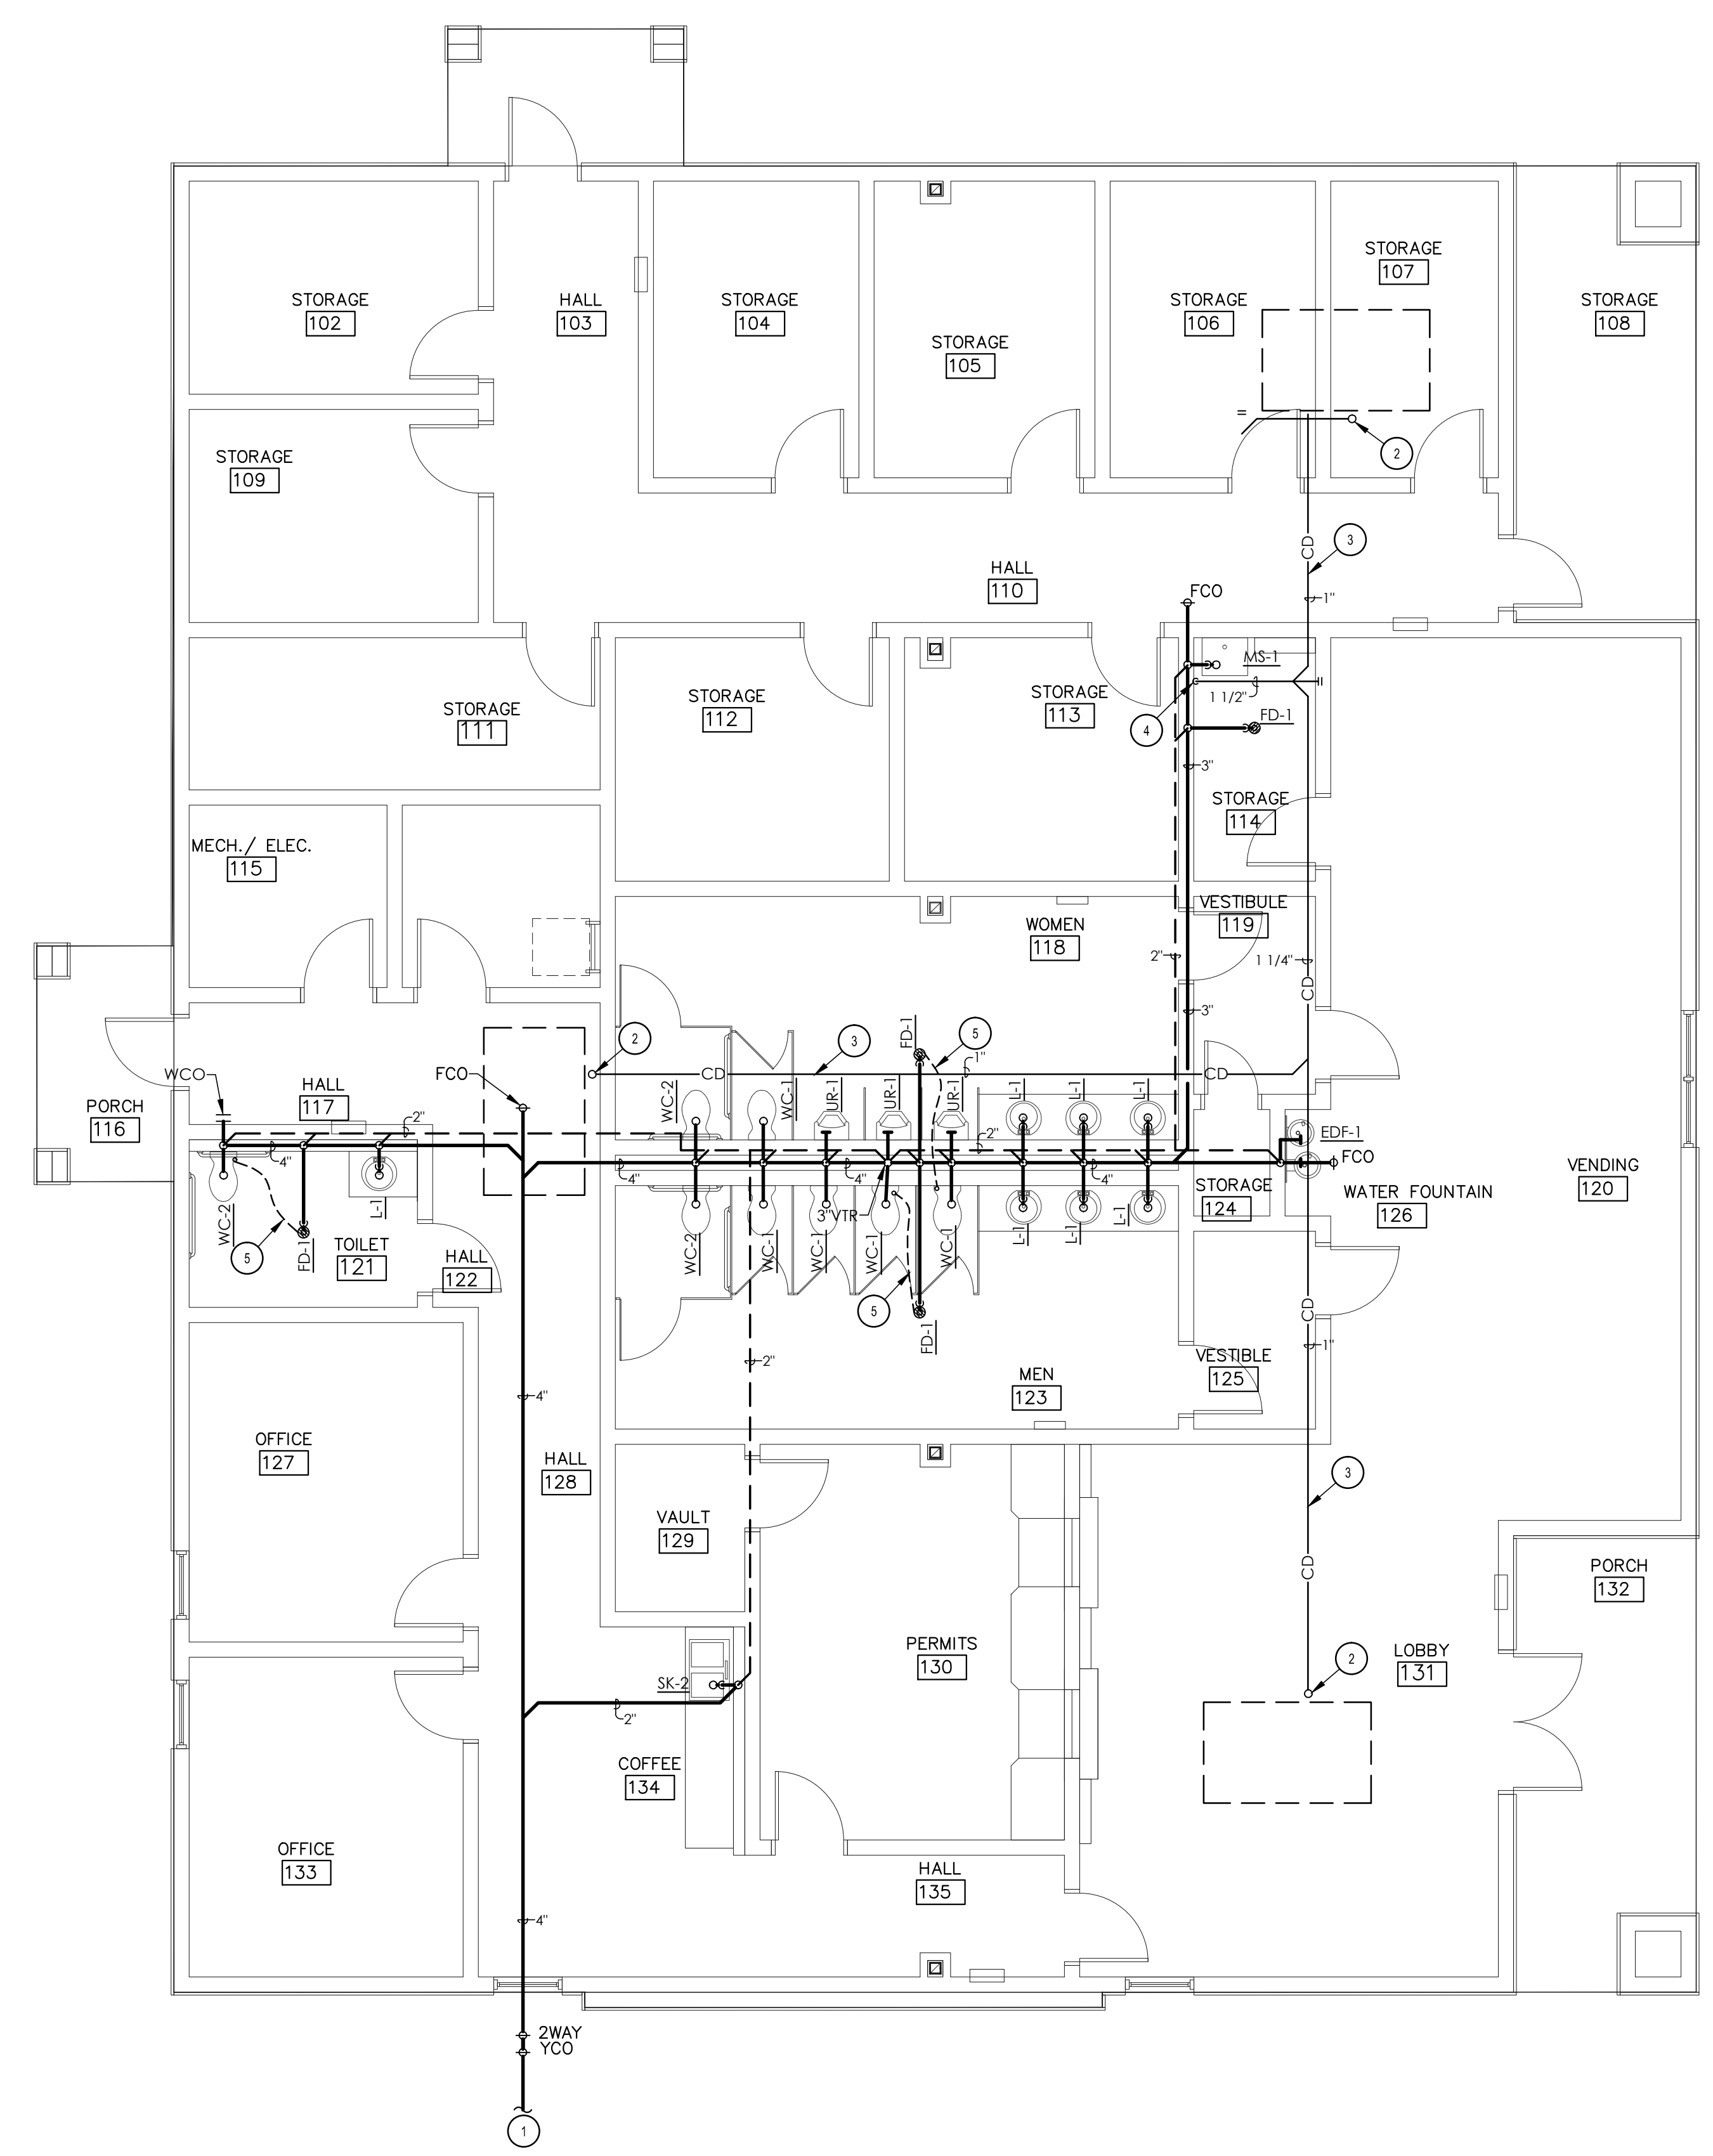 STORAGE
107
STORAGE
102
HALL
103
STORAGE
104
STORAGE
106
STORAGE
108
STORAGE
105
=
2
STORAGE
109
3
CD
HALL
110
FCO
1"
MS-1
1 1/2"
STORAGE
111
STORAGE
112
STORAGE
113
4
FD-1
3"
STORAGE
114
MECH./ ELEC.
115
VESTIBULE
119
WOMEN
118
2"
1 1/4"
CD
3"
2
3
FD-1
5
1"
WCO
FCO
CD
CD
HALL
117
PORCH
116
2"
WC-2
WC-1
UR-1
UR-1
UR-1
L-1
L-1
L-1
EDF-1
2"
4"
4"
4"
4"
FCO
VENDING
120
WATER FOUNTAIN
126
STORAGE
124
3"VTR
WC-2
L-1
FD-1
5
TOILET
121
HALL
122
WC-2
WC-1
WC-1
WC-1
WC-1
L-1
L-1
L-1
5
FD-1
CD
1"
VESTIBLE
125
2"
MEN
123
4"
OFFICE
127
HALL
128
3
VAULT
129
CD
PORCH
132
PERMITS
130
LOBBY
131
2
SK-2
2"
COFFEE
134
OFFICE
133
HALL
135
4"
2WAY
YCO
1